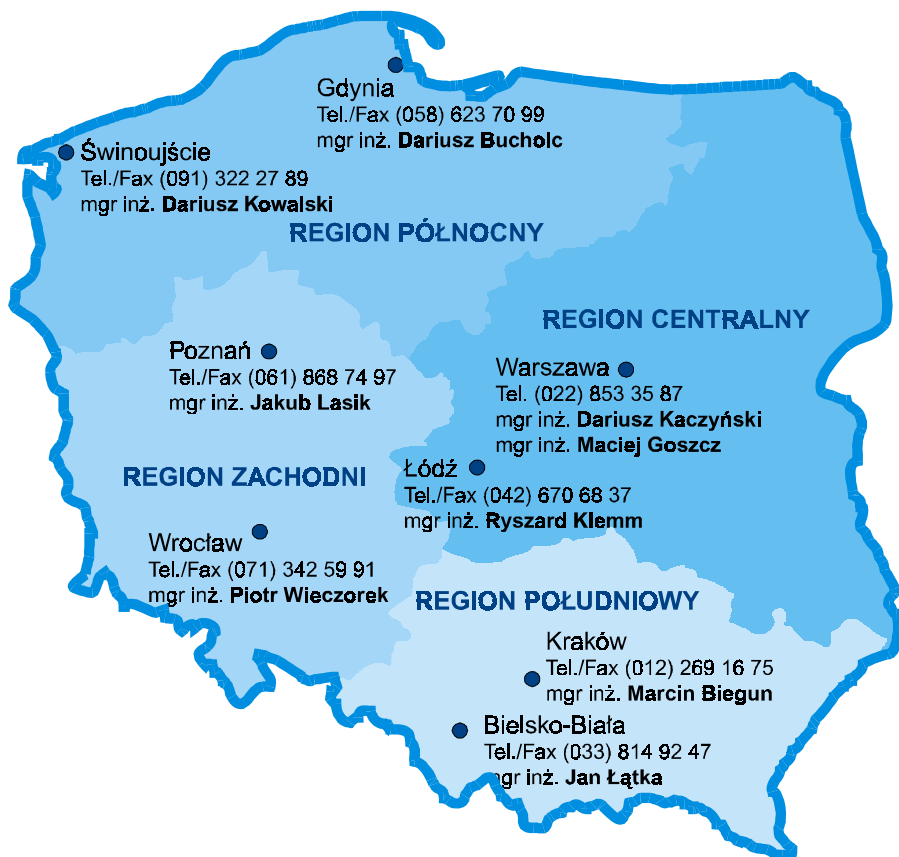 Gdynia
Tel./Fax (058) 623 70 99
mgr inż. Dariusz Bucholc
Świnoujście
Tel./Fax (091) 322 27 89
mgr inż. Dariusz Kowalski
REGION PÓŁNOCNY
REGION CENTRALNY
Poznań
Tel./Fax (061) 868 74 97
mgr inż. Jakub Lasik
Warszawa
Tel. (022) 853 35 87
mgr inż. Dariusz Kaczyński
mgr inż. Maciej Goszcz
REGION ZACHODNI
Łódź
Tel./Fax (042) 670 68 37
mgr inż. Ryszard Klemm
Wrocław
Tel./Fax (071) 342 59 91
mgr inż. Piotr Wieczorek
REGION POŁUDNIOWY
Kraków
Tel./Fax (012) 269 16 75
mgr inż. Marcin Biegun
Bielsko-Biała
Tel./Fax (033) 814 92 47
mgr inż. Jan Łątka